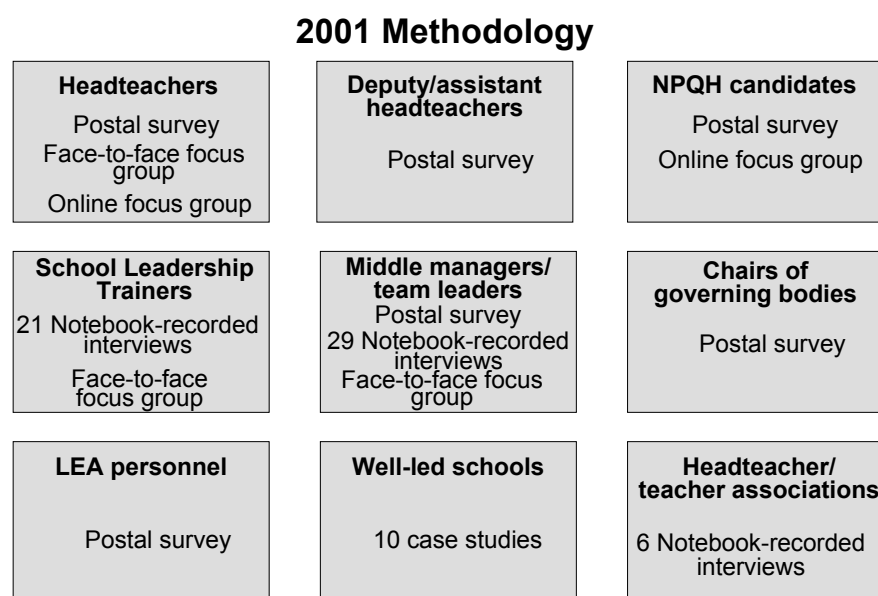 2001 Methodology
Headteachers
Postal survey
Face-to-face focus
group
Online focus group
Deputy/assistant
headteachers
Postal survey
NPQH candidates
Postal survey
Online focus group
School Leadership
Trainers
21 Notebook-recorded
interviews
Face-to-face
focus group
Middle managers/
team leaders
Postal survey
29 Notebook-recorded
interviews
Face-to-face focus
group
Chairs of
governing bodies
Postal survey
LEA personnel
Postal survey
Well-led schools
10 case studies
Headteacher/
teacher associations
6 Notebook-recorded
interviews